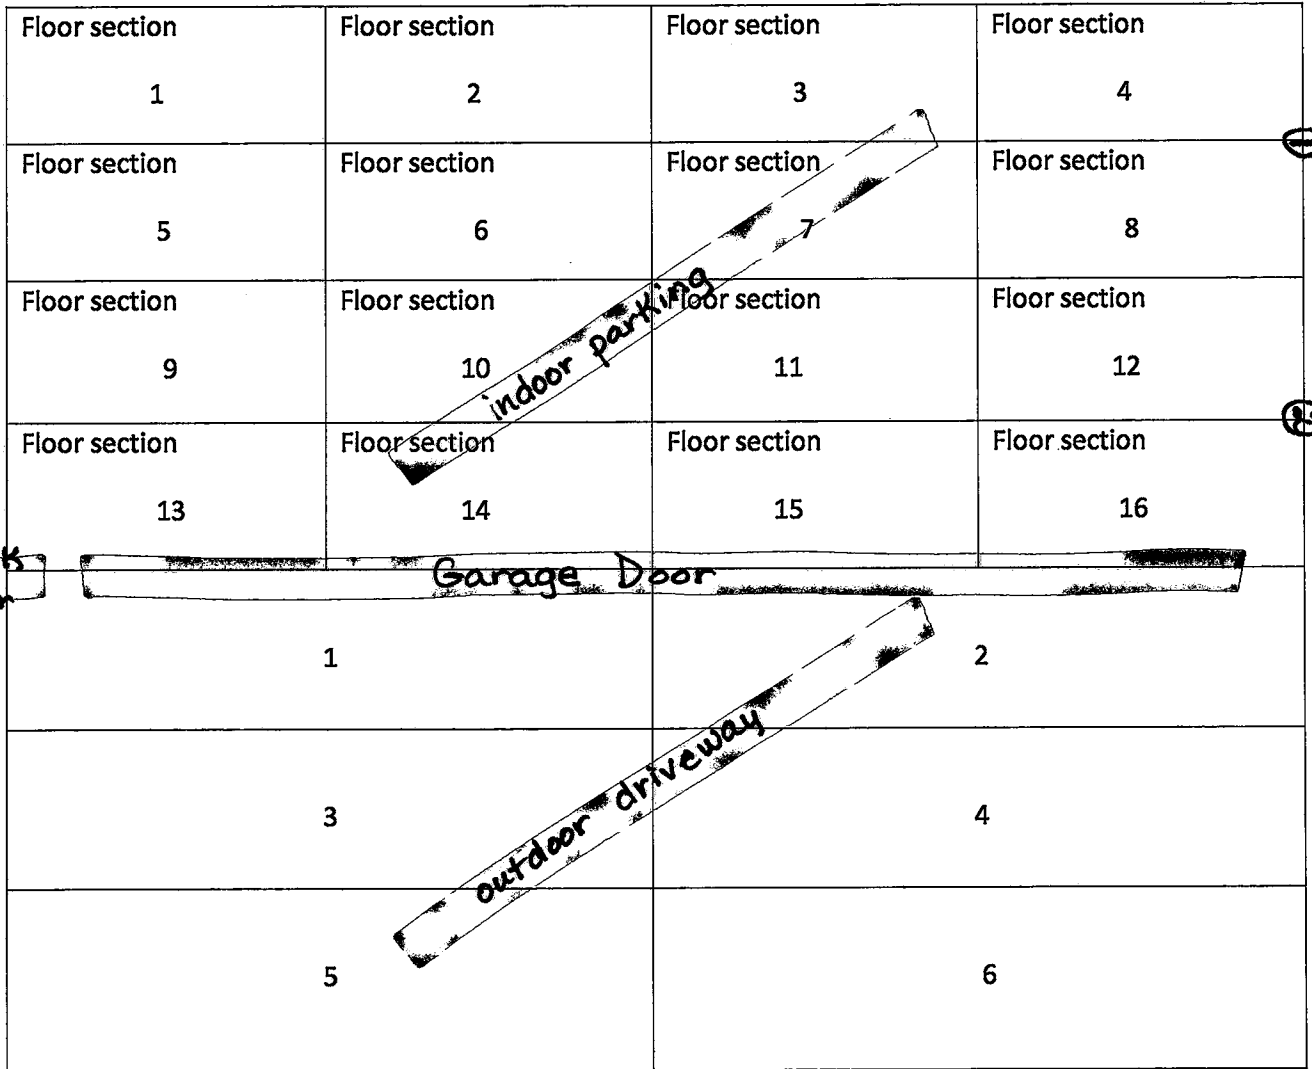 Floor section Floor section Floor section Floor section
1 2 3 4
Floor section Floor section Floor section Floor section
5 6 7 8
Floor section Floor section Floor section Floor section
9 10 11 12
indoor parking
Floor section Floor section Floor section Floor section
13 14 15 16
Garage Door
1 2
outdoor driveway
3 4
5 6